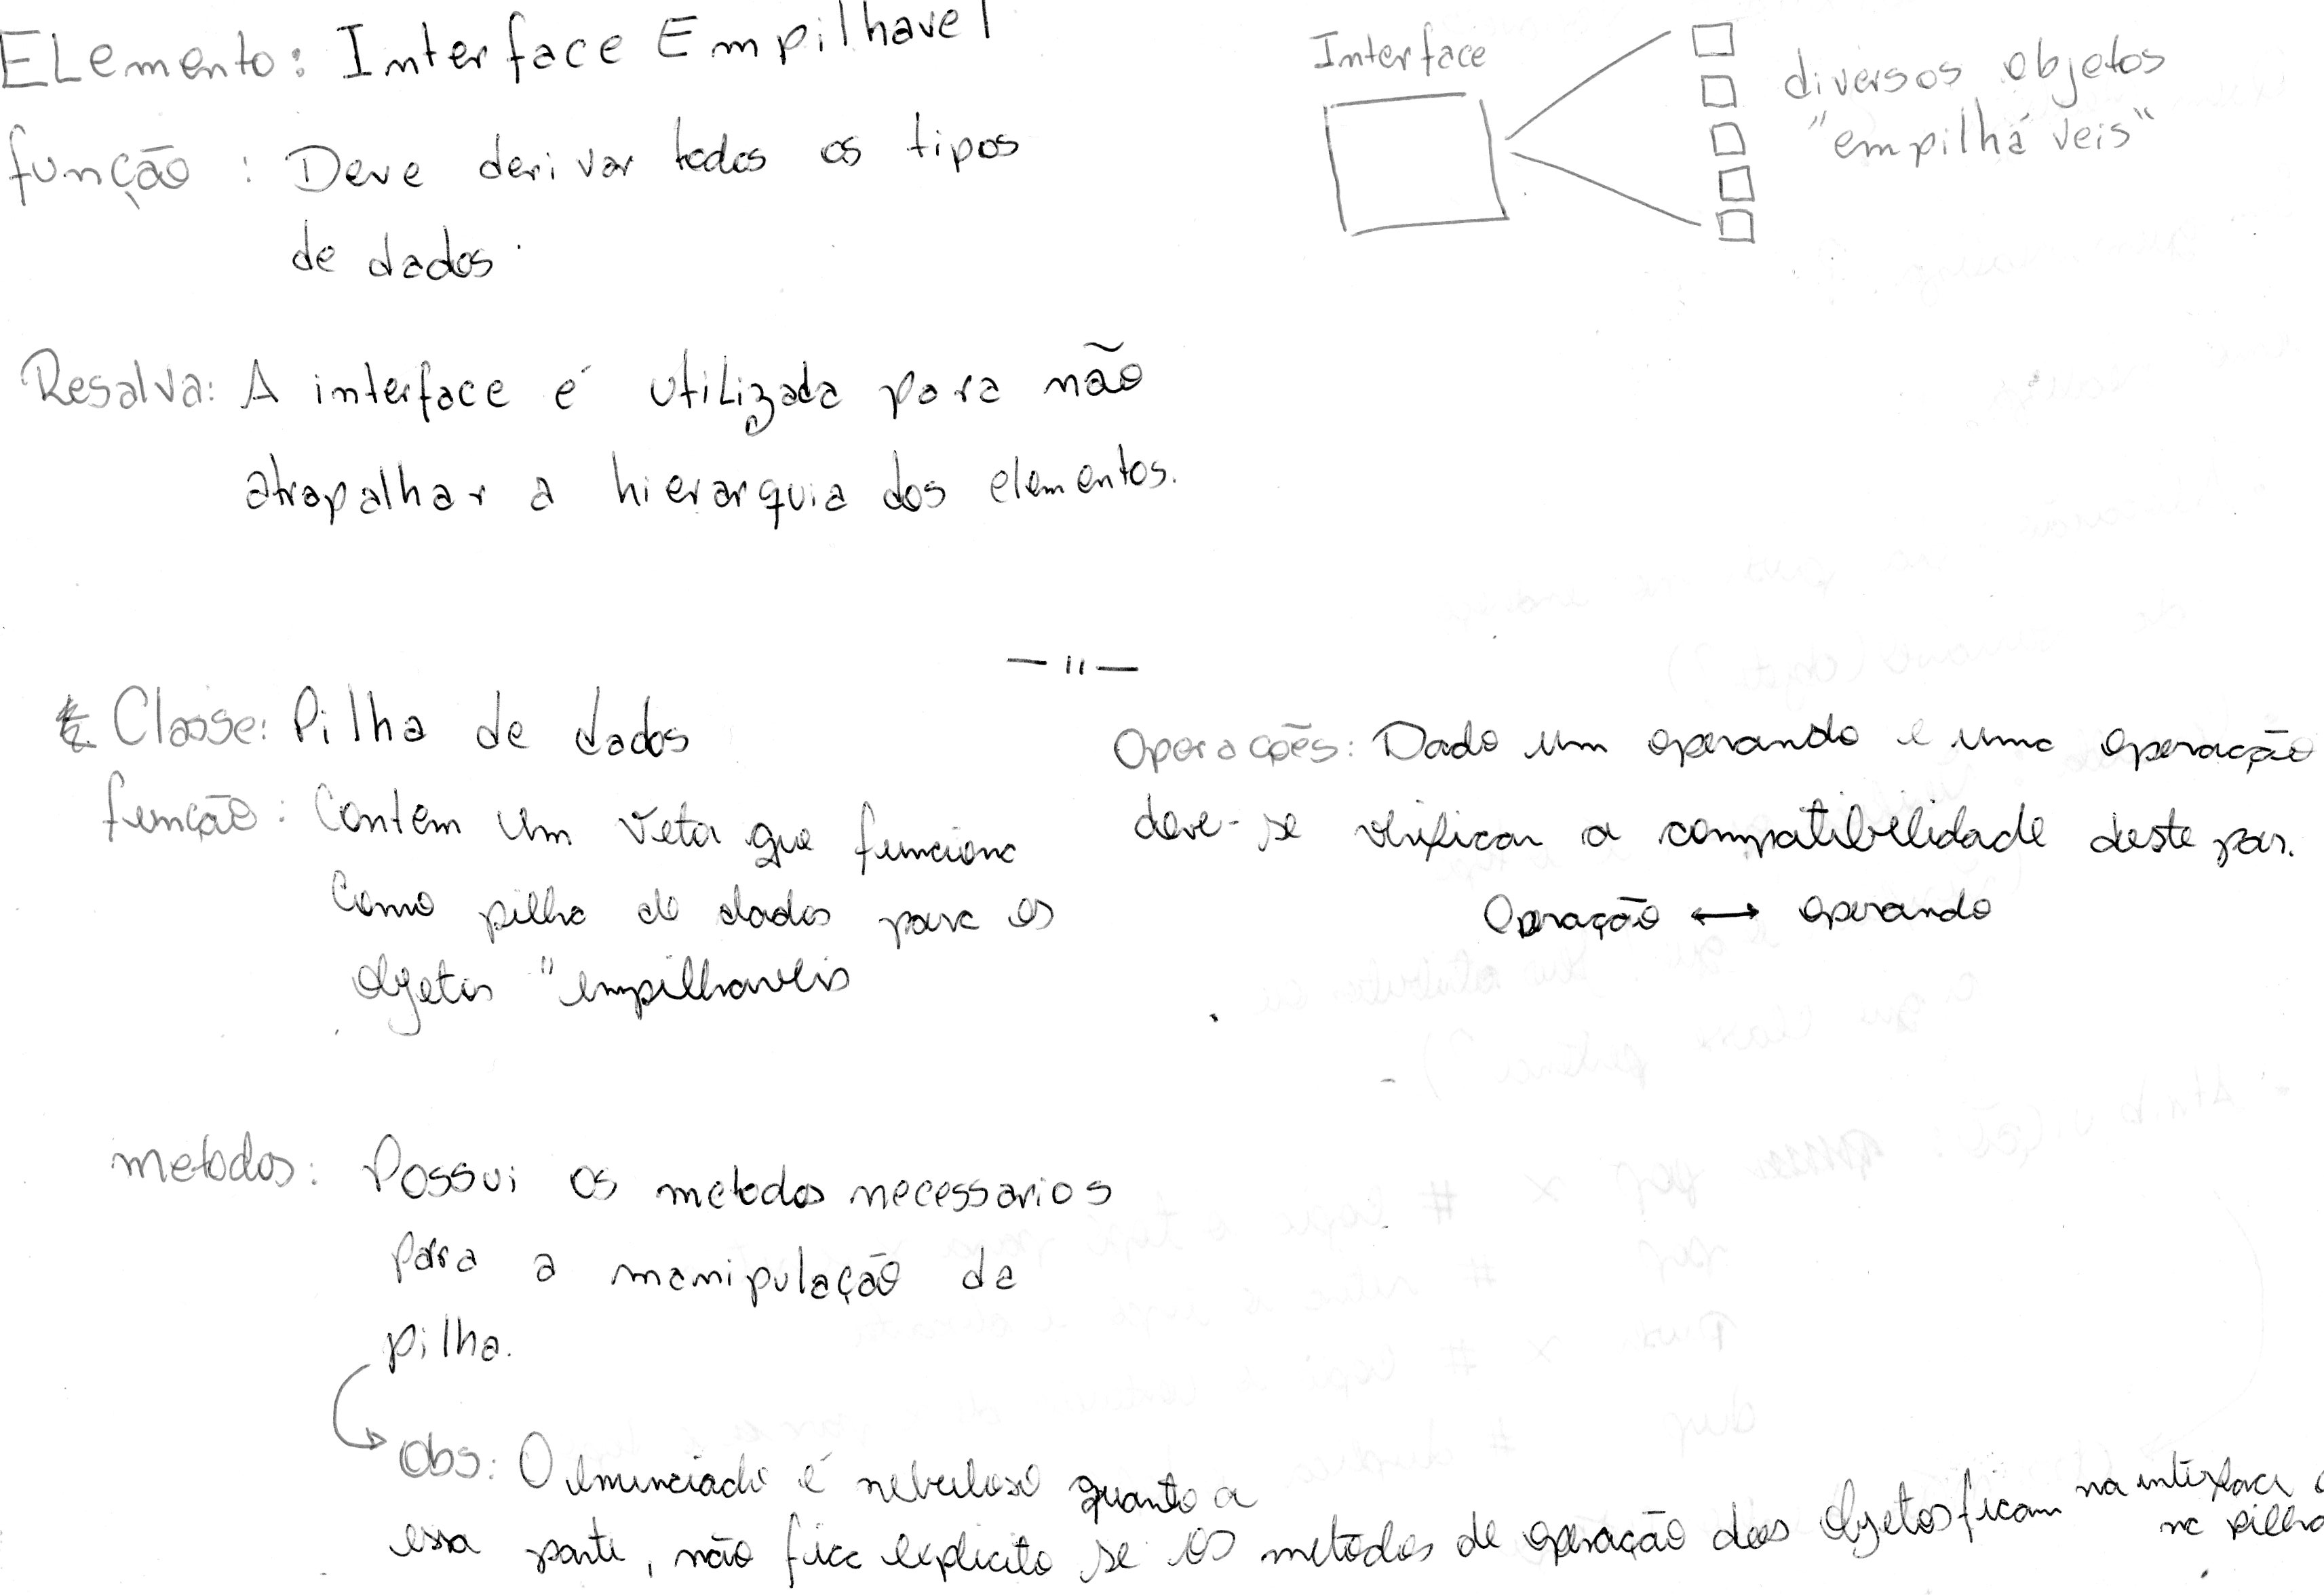 ELemento: Interface Empilhavel
função: Deve derivar todos os tipos
de dados
Interface
diversos objetos
"empilháveis"
Resalva: A interface é utilizada para não
atrapalhar a hierarquia dos elementos.
— 11 —
Classe: Pilha de dados
função: Contem um vetor que funciona
como pilha de dados para os
objetos "empilhaveis
Operações: Dado um operando e uma operação
deve-se verificar a compatibilidade deste par.
Operação ↔ operando
metodos: Possui os metodos necessarios
para a manipulação da
pilha.
Obs: O enunciado é nebuloso quanto a
essa parte, não fica explicito se os metodos de operação dos objetos ficam na interface
na pilha